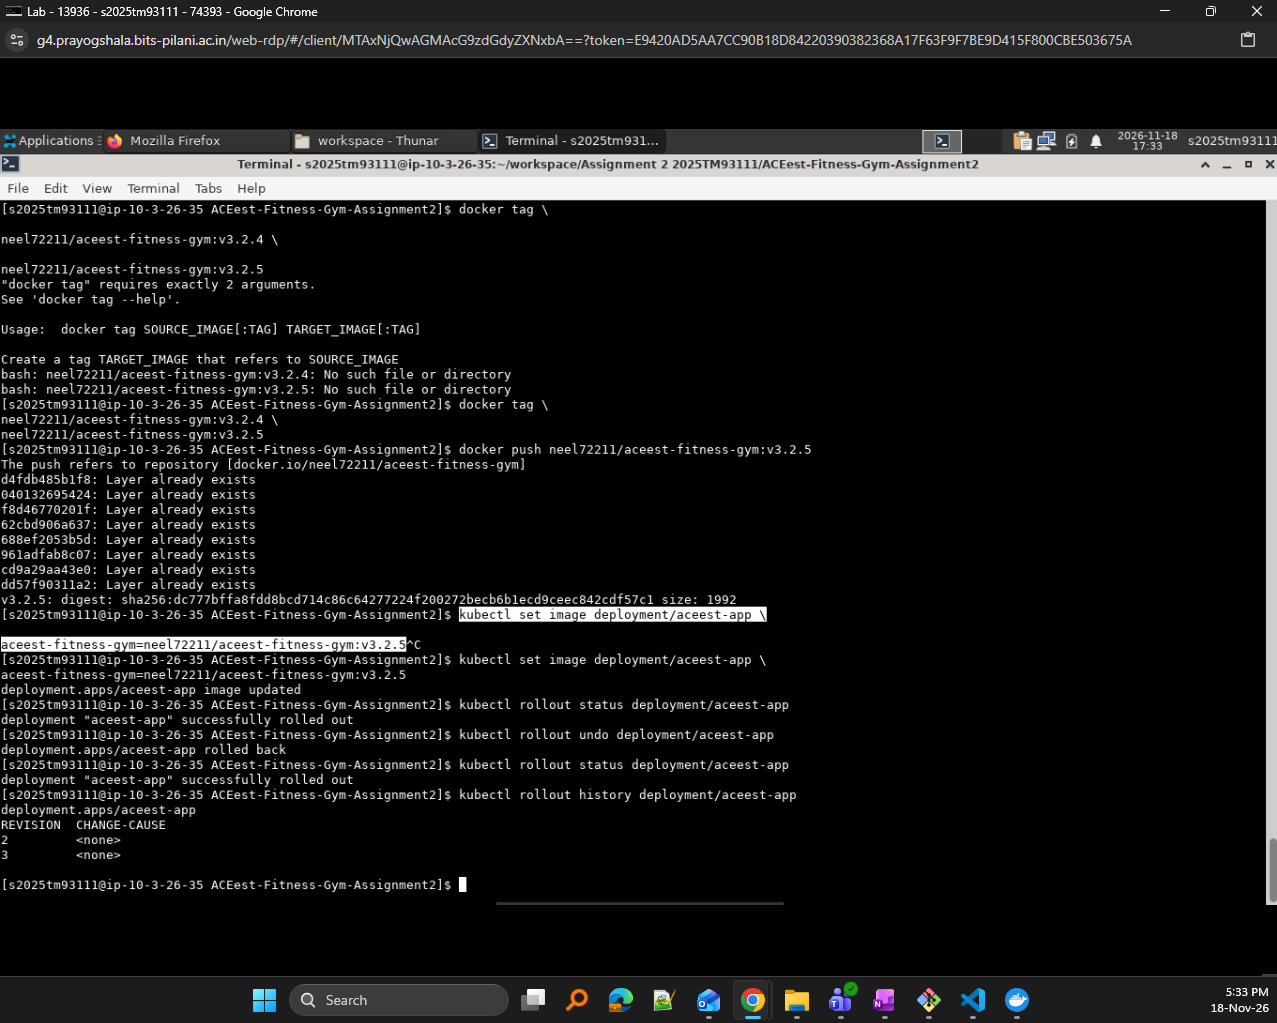 Lab - 13936 - s2025tm93111 - 74393 - Google Chrome
g4.prayogshala.bits-pilani.ac.in/web-rdp/#/client/MTAxNjQwAGMAcG9zdGdyZXNxbA==?token=E9420AD5AA7CC90B18D84220390382368A17F63F9F7BE9D415F800CBE503675A
Applications Mozilla Firefox workspace - Thunar Terminal - s2025tm931... 2026-11-18 17:33 s2025tm93111
Terminal - s2025tm93111@ip-10-3-26-35:~/workspace/Assignment 2 2025TM93111/ACEest-Fitness-Gym-Assignment2
File Edit View Terminal Tabs Help
[s2025tm93111@ip-10-3-26-35 ACEest-Fitness-Gym-Assignment2]$ docker tag \
neel72211/aceest-fitness-gym:v3.2.4 \
neel72211/aceest-fitness-gym:v3.2.5
"docker tag" requires exactly 2 arguments.
See 'docker tag --help'.
Usage:  docker tag SOURCE_IMAGE[:TAG] TARGET_IMAGE[:TAG]
Create a tag TARGET_IMAGE that refers to SOURCE_IMAGE
bash: neel72211/aceest-fitness-gym:v3.2.4: No such file or directory
bash: neel72211/aceest-fitness-gym:v3.2.5: No such file or directory
[s2025tm93111@ip-10-3-26-35 ACEest-Fitness-Gym-Assignment2]$ docker tag \
neel72211/aceest-fitness-gym:v3.2.4 \
neel72211/aceest-fitness-gym:v3.2.5
[s2025tm93111@ip-10-3-26-35 ACEest-Fitness-Gym-Assignment2]$ docker push neel72211/aceest-fitness-gym:v3.2.5
The push refers to repository [docker.io/neel72211/aceest-fitness-gym]
d4fdb485b1f8: Layer already exists
040132695424: Layer already exists
f8d46770201f: Layer already exists
62cbd906a637: Layer already exists
688ef2053b5d: Layer already exists
961adfab8c07: Layer already exists
cd9a29aa43e0: Layer already exists
dd57f90311a2: Layer already exists
v3.2.5: digest: sha256:dc777bffa8fdd8bcd714c86c64277224f200272becb6b1ecd9ceec842cdf57c1 size: 1992
[s2025tm93111@ip-10-3-26-35 ACEest-Fitness-Gym-Assignment2]$ kubectl set image deployment/aceest-app \
aceest-fitness-gym=neel72211/aceest-fitness-gym:v3.2.5^C
[s2025tm93111@ip-10-3-26-35 ACEest-Fitness-Gym-Assignment2]$ kubectl set image deployment/aceest-app \
aceest-fitness-gym=neel72211/aceest-fitness-gym:v3.2.5
deployment.apps/aceest-app image updated
[s2025tm93111@ip-10-3-26-35 ACEest-Fitness-Gym-Assignment2]$ kubectl rollout status deployment/aceest-app
deployment "aceest-app" successfully rolled out
[s2025tm93111@ip-10-3-26-35 ACEest-Fitness-Gym-Assignment2]$ kubectl rollout undo deployment/aceest-app
deployment.apps/aceest-app rolled back
[s2025tm93111@ip-10-3-26-35 ACEest-Fitness-Gym-Assignment2]$ kubectl rollout status deployment/aceest-app
deployment "aceest-app" successfully rolled out
[s2025tm93111@ip-10-3-26-35 ACEest-Fitness-Gym-Assignment2]$ kubectl rollout history deployment/aceest-app
deployment.apps/aceest-app
REVISION  CHANGE-CAUSE
2         <none>
3         <none>
[s2025tm93111@ip-10-3-26-35 ACEest-Fitness-Gym-Assignment2]$
Search
5:33 PM
18-Nov-26